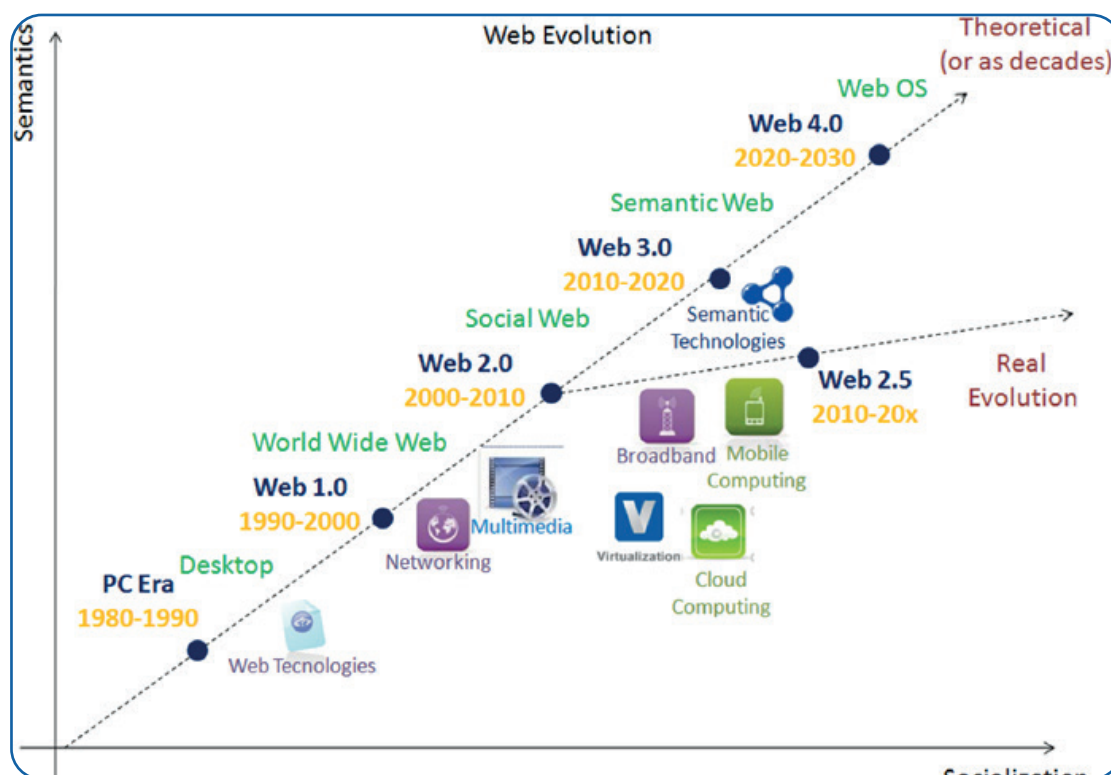 Web Evolution
Semantics
Theoretical
(or as decades)
Web OS
Web 4.0
2020-2030
Semantic Web
Web 3.0
2010-2020
Semantic
Technologies
Social Web
Web 2.0
2000-2010
Web 2.5
2010-20x
Real
Evolution
Broadband
Mobile
Computing
World Wide Web
Web 1.0
1990-2000
Networking
Multimedia
V
Virtualization
Cloud
Computing
Desktop
PC Era
1980-1990
Web Tecnologies
Socialization